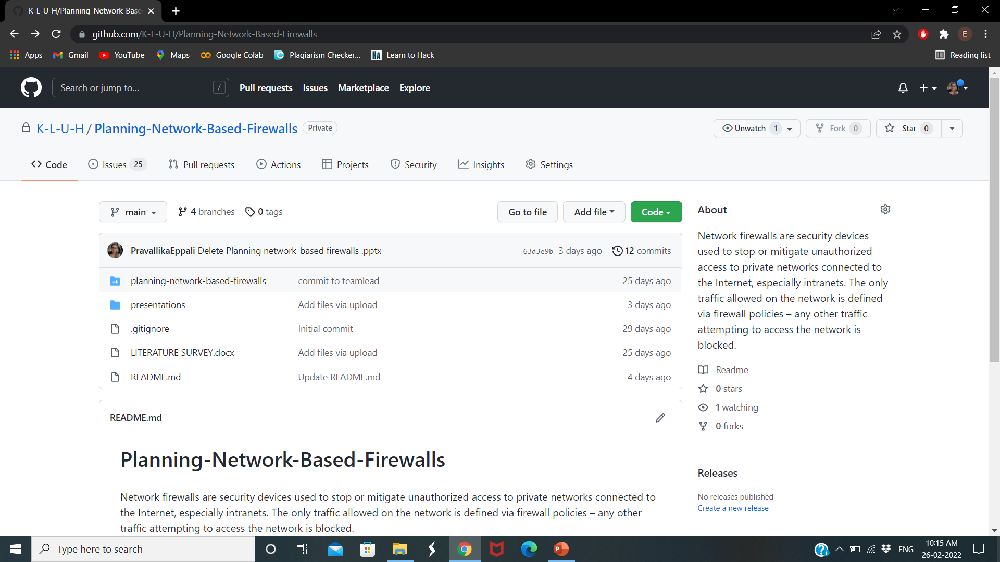 K-L-U-H/Planning-Network-Base
github.com/K-L-U-H/Planning-Network-Based-Firewalls
E
Apps Gmail YouTube Maps Google Colab Plagiarism Checker... HA Learn to Hack Reading list
Search or jump to... / Pull requests Issues Marketplace Explore
K-L-U-H / Planning-Network-Based-Firewalls Private Unwatch 1 Fork 0 Star 0
Code Issues 25 Pull requests Actions Projects Security Insights Settings
main 4 branches 0 tags Go to file Add file Code
PravallikaEppali Delete Planning network-based firewalls .pptx 63d3e9b 3 days ago 12 commits
planning-network-based-firewalls commit to teamlead 25 days ago
presentations Add files via upload 3 days ago
.gitignore Initial commit 29 days ago
LITERATURE SURVEY.docx Add files via upload 25 days ago
README.md Update README.md 4 days ago
README.md
Planning-Network-Based-Firewalls
Network firewalls are security devices used to stop or mitigate unauthorized access to private networks connected to
the Internet, especially intranets. The only traffic allowed on the network is defined via firewall policies – any other
traffic attempting to access the network is blocked.
About
Network firewalls are security devices
used to stop or mitigate unauthorized
access to private networks connected to
the Internet, especially intranets. The only
traffic allowed on the network is defined
via firewall policies – any other traffic
attempting to access the network is
blocked.
Readme
0 stars
1 watching
0 forks
Releases
No releases published
Create a new release
Type here to search
ENG
10:15 AM
26-02-2022